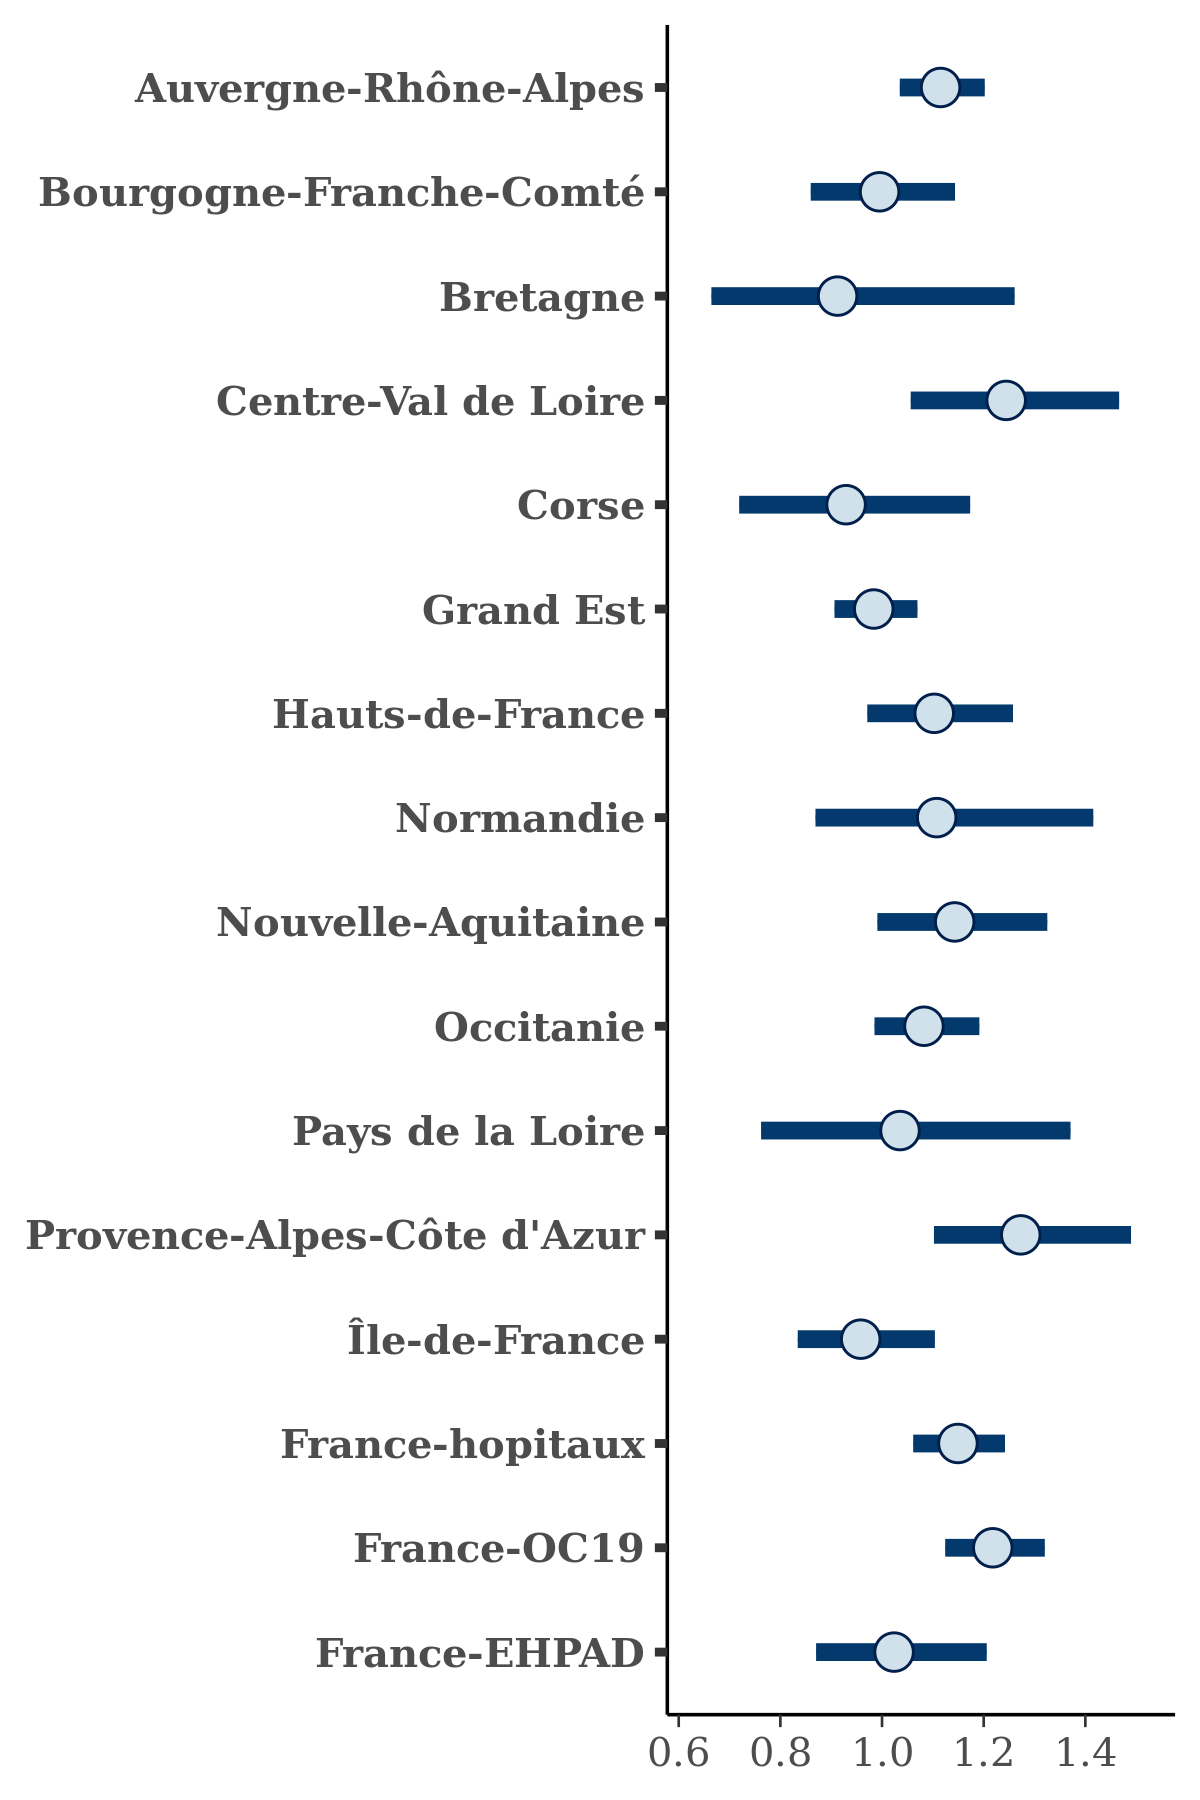 Auvergne-Rhône-Alpes
Bourgogne-Franche-Comté
Bretagne
Centre-Val de Loire
Corse
Grand Est
Hauts-de-France
Normandie
Nouvelle-Aquitaine
Occitanie
Pays de la Loire
Provence-Alpes-Côte d'Azur
Île-de-France
France-hopitaux
France-OC19
France-EHPAD
0.6 0.8 1.0 1.2 1.4